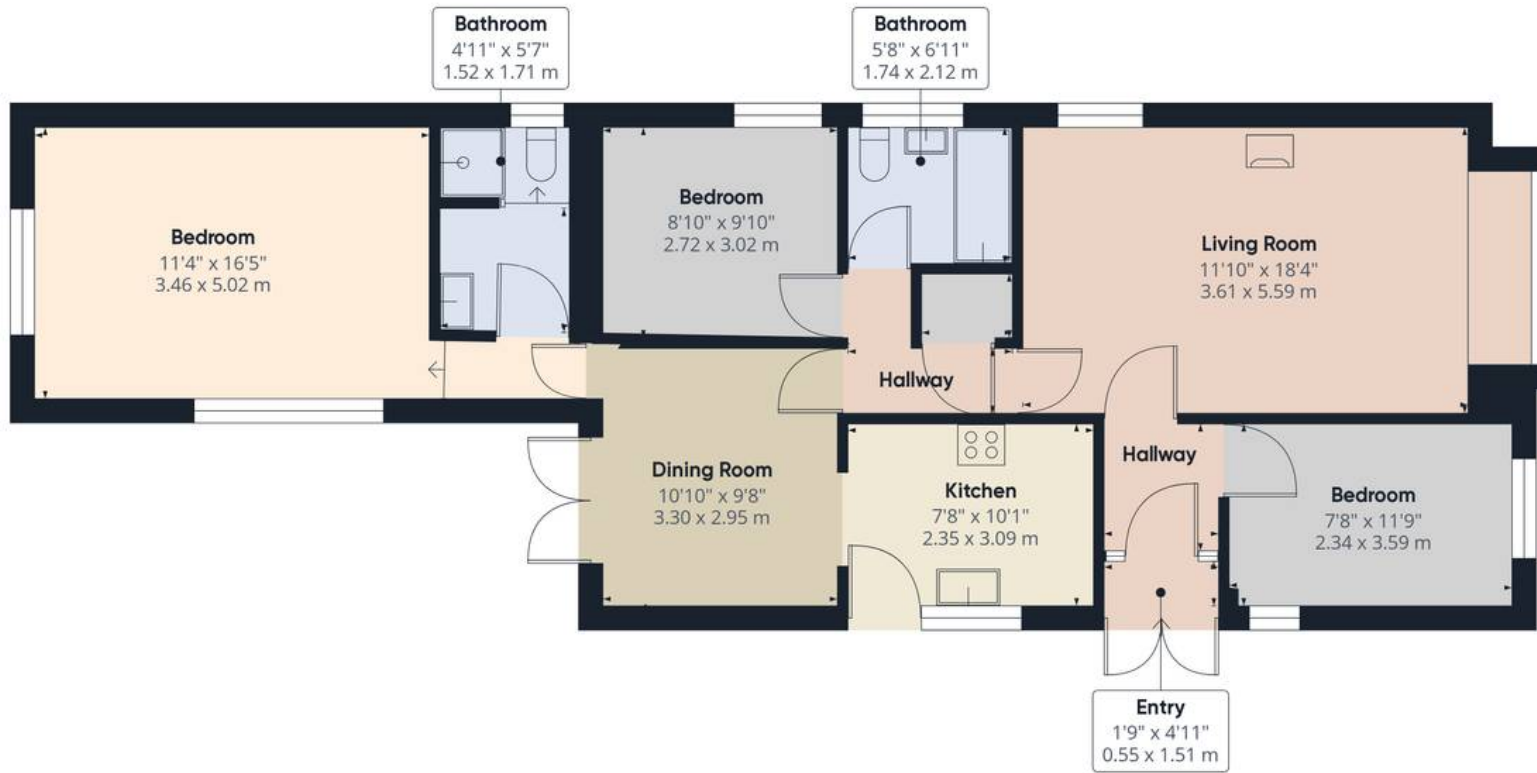 Bathroom
4'11" x 5'7"
1.52 x 1.71 m
Bathroom
5'8" x 6'11"
1.74 x 2.12 m
Bedroom
11'4" x 16'5"
3.46 x 5.02 m
Bedroom
8'10" x 9'10"
2.72 x 3.02 m
Living Room
11'10" x 18'4"
3.61 x 5.59 m
Hallway
Dining Room
10'10" x 9'8"
3.30 x 2.95 m
Kitchen
7'8" x 10'1"
2.35 x 3.09 m
Hallway
Bedroom
7'8" x 11'9"
2.34 x 3.59 m
Entry
1'9" x 4'11"
0.55 x 1.51 m